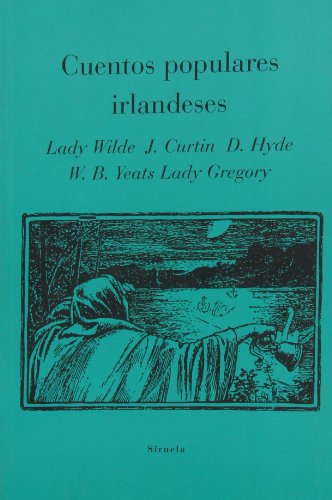 Cuentos populares
irlandeses
Lady Wilde J. Curtin D. Hyde
W. B. Yeats Lady Gregory
Siruela